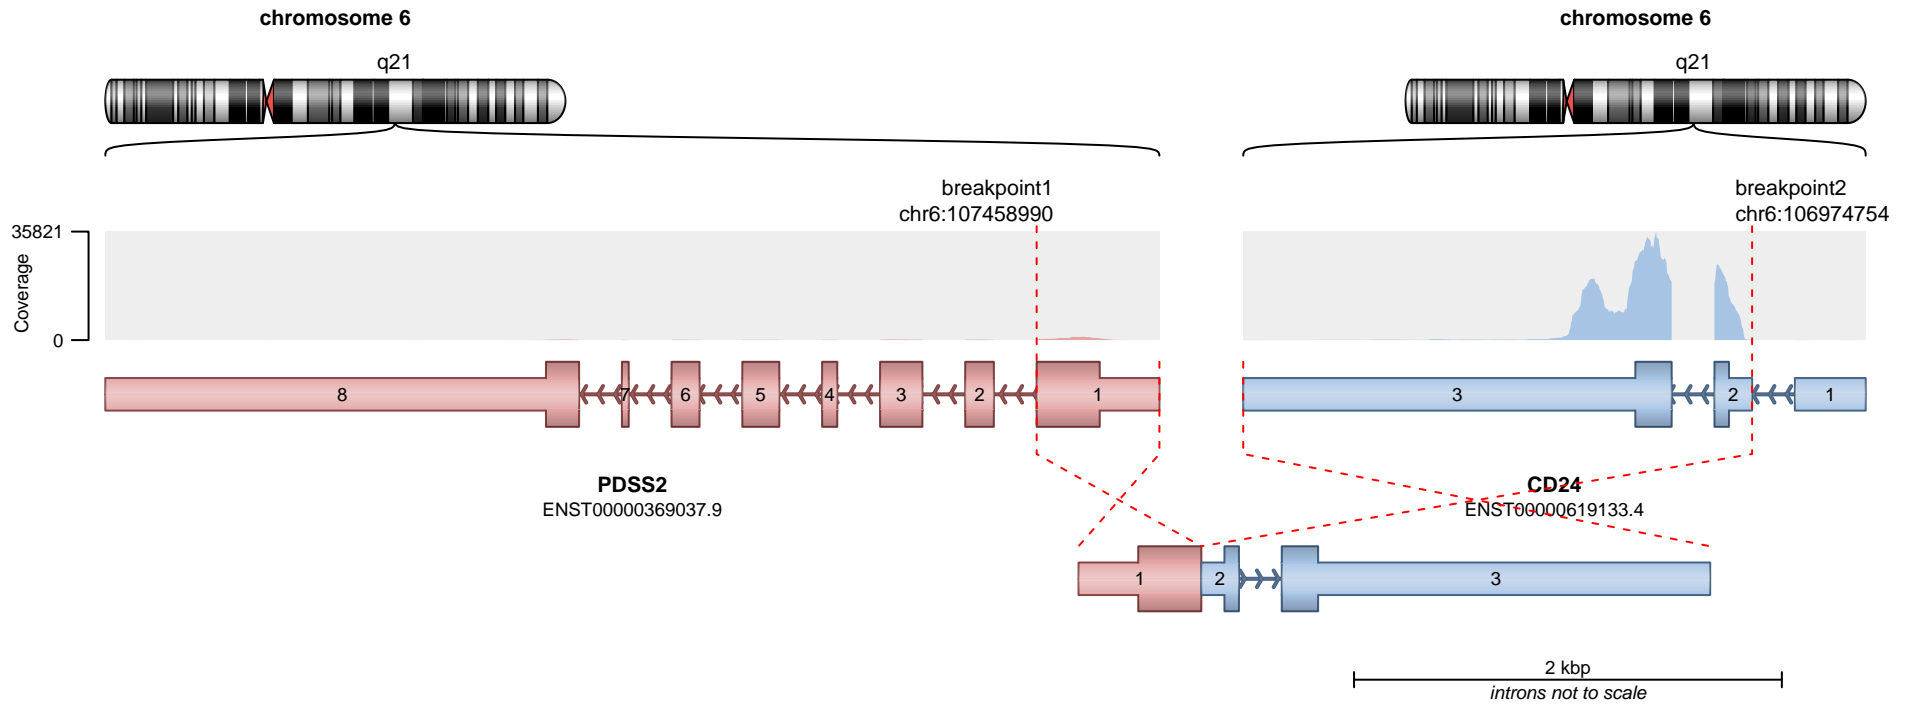 chromosome 6
chromosome 6
q21
q21
breakpoint1
chr6:107458990
breakpoint2
chr6:106974754
35821
Coverage
0
8
7
6
5
4
3
2
1
3
2
1
PDSS2
ENST00000369037.9
CD24
ENST00000619133.4
1
2
3
2 kbp
introns not to scale